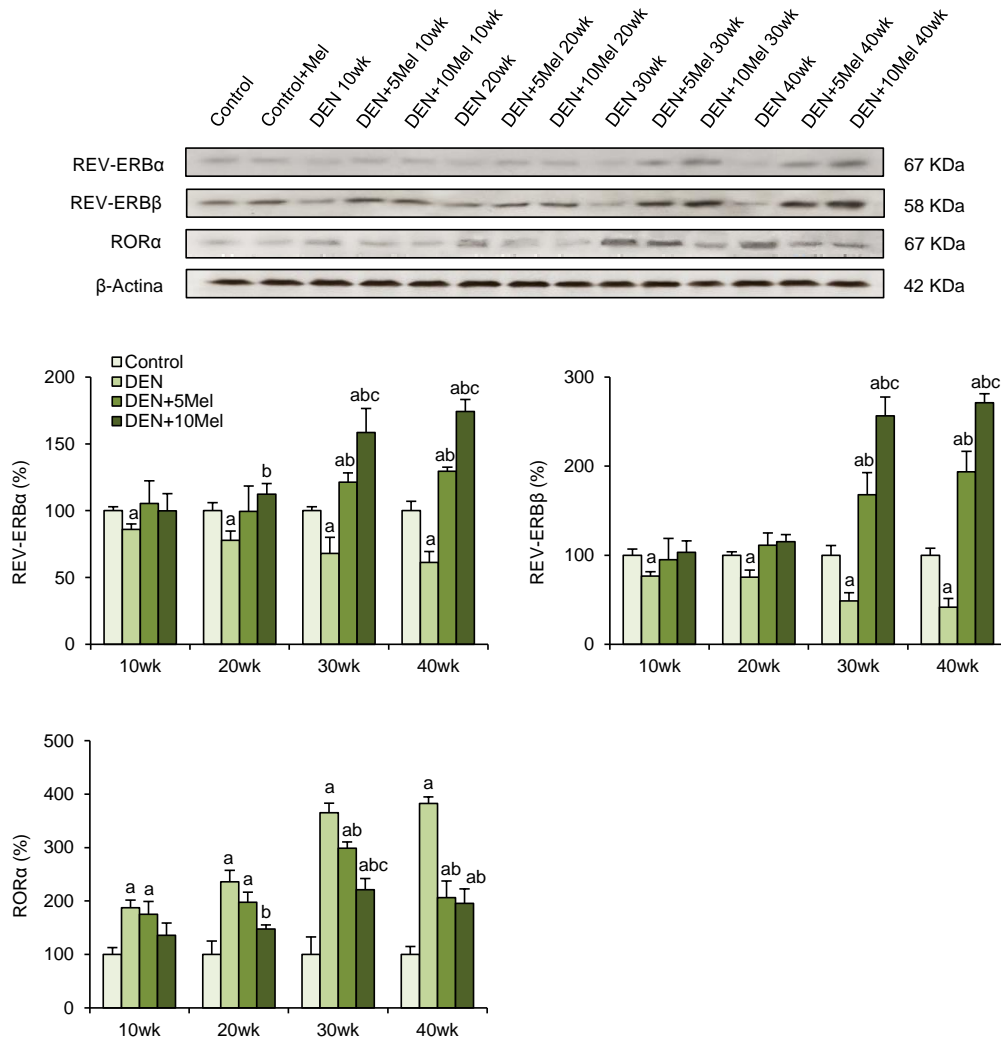 Control
Control+Mel
DEN 10wk
DEN+5Mel 10wk
DEN+10Mel 10wk
DEN 20wk
DEN+5Mel 20wk
DEN+10Mel 20wk
DEN 30wk
DEN+5Mel 30wk
DEN+10Mel 30wk
DEN 40wk
DEN+5Mel 40wk
DEN+10Mel 40wk
REV-ERBα 67 KDa
REV-ERBβ 58 KDa
RORα 67 KDa
β-Actina 42 KDa
Control
DEN
DEN+5Mel
DEN+10Mel
REV-ERBα (%)
200
150
100
50
0
a
a b
a ab abc
a ab abc
10wk 20wk 30wk 40wk
REV-ERBβ (%)
300
200
100
0
a
a
a ab abc
a ab abc
10wk 20wk 30wk 40wk
RORα (%)
500
400
300
200
100
0
a a
a a b
a ab abc
a ab ab
10wk 20wk 30wk 40wk